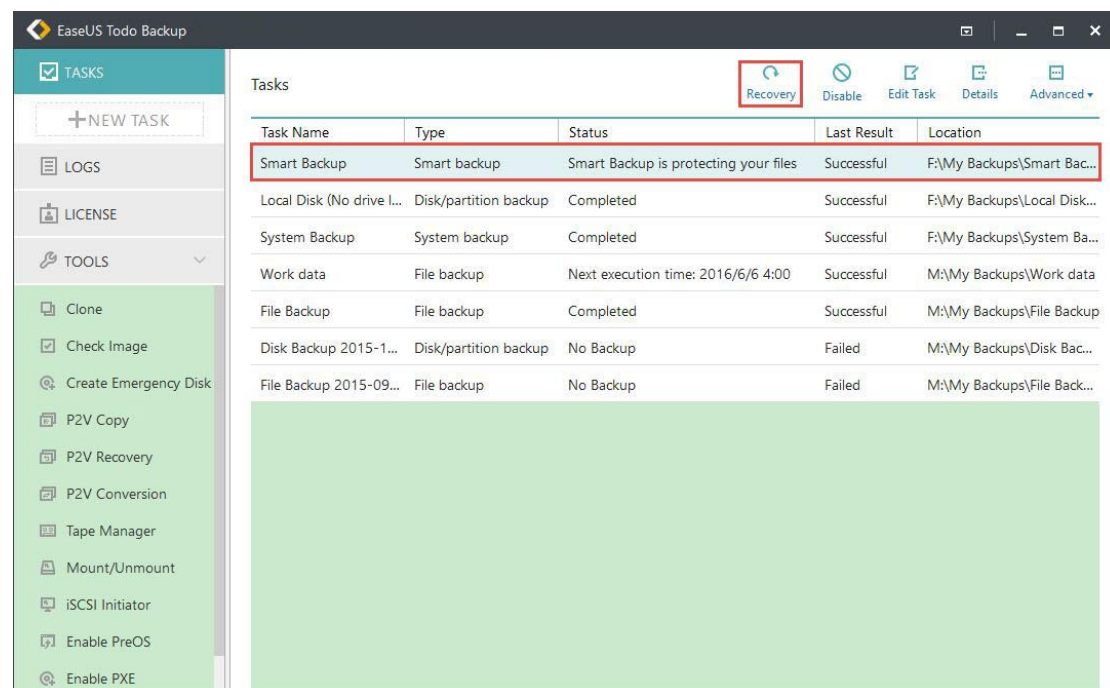 EaseUS Todo Backup
TASKS
NEW TASK
LOGS
LICENSE
TOOLS
Clone
Check Image
Create Emergency Disk
P2V Copy
P2V Recovery
P2V Conversion
Tape Manager
Mount/Unmount
iSCSI Initiator
Enable PreOS
Enable PXE
Tasks
Recovery Disable Edit Task Details Advanced
Task Name Type Status Last Result Location
Smart Backup Smart backup Smart Backup is protecting your files Successful F:\My Backups\Smart Bac...
Local Disk (No drive l... Disk/partition backup Completed Successful F:\My Backups\Local Disk...
System Backup System backup Completed Successful F:\My Backups\System Ba...
Work data File backup Next execution time: 2016/6/6 4:00 Successful M:\My Backups\Work data
File Backup File backup Completed Successful M:\My Backups\File Backup
Disk Backup 2015-1... Disk/partition backup No Backup Failed M:\My Backups\Disk Bac...
File Backup 2015-09... File backup No Backup Failed M:\My Backups\File Back...